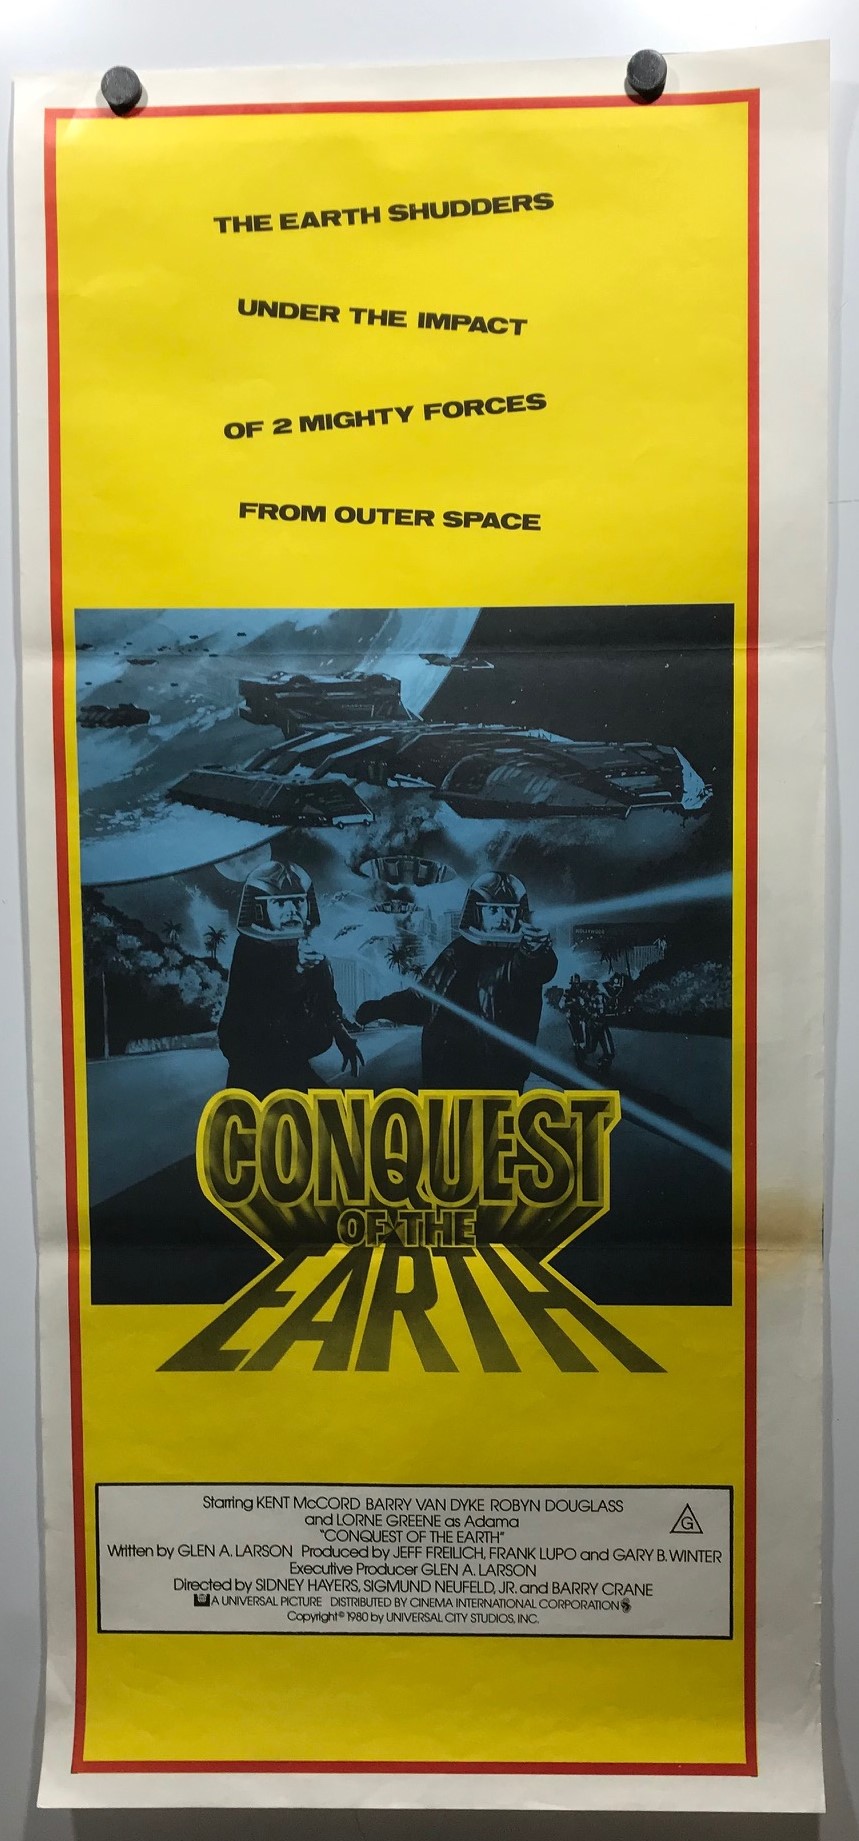 THE EARTH SHUDDERS
UNDER THE IMPACT
OF 2 MIGHTY FORCES
FROM OUTER SPACE
CONQUEST
OF THE
EARTH
Starring KENT McCORD BARRY VAN DYKE ROBYN DOUGLASS
and LORNE GREENE as Adama
"CONQUEST OF THE EARTH"
Written by GLEN A. LARSON Produced by JEFF FREILICH, FRANK LUPO and GARY B. WINTER
Executive Producer GLEN A. LARSON
Directed by SIDNEY HAYERS, SIGMUND NEUFELD, JR. and BARRY CRANE
A UNIVERSAL PICTURE DISTRIBUTED BY CINEMA INTERNATIONAL CORPORATION
Copyright © 1980 by UNIVERSAL CITY STUDIOS, INC.
G